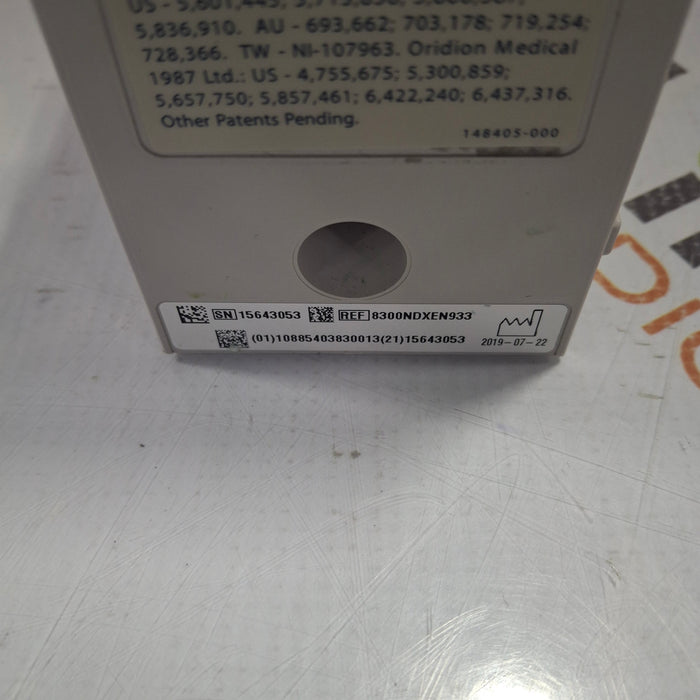 5,836,910. AU - 693,662; 703,178; 719,254;
728,366. TW - NI-107963. Oridion Medical
1987 Ltd.: US - 4,755,675; 5,300,859;
5,657,750; 5,857,461; 6,422,240; 6,437,316.
Other Patents Pending.
148405-000
SN 15643053 REF 8300NDXEN933
(01)10885403830013(21)15643053 2019-07-22